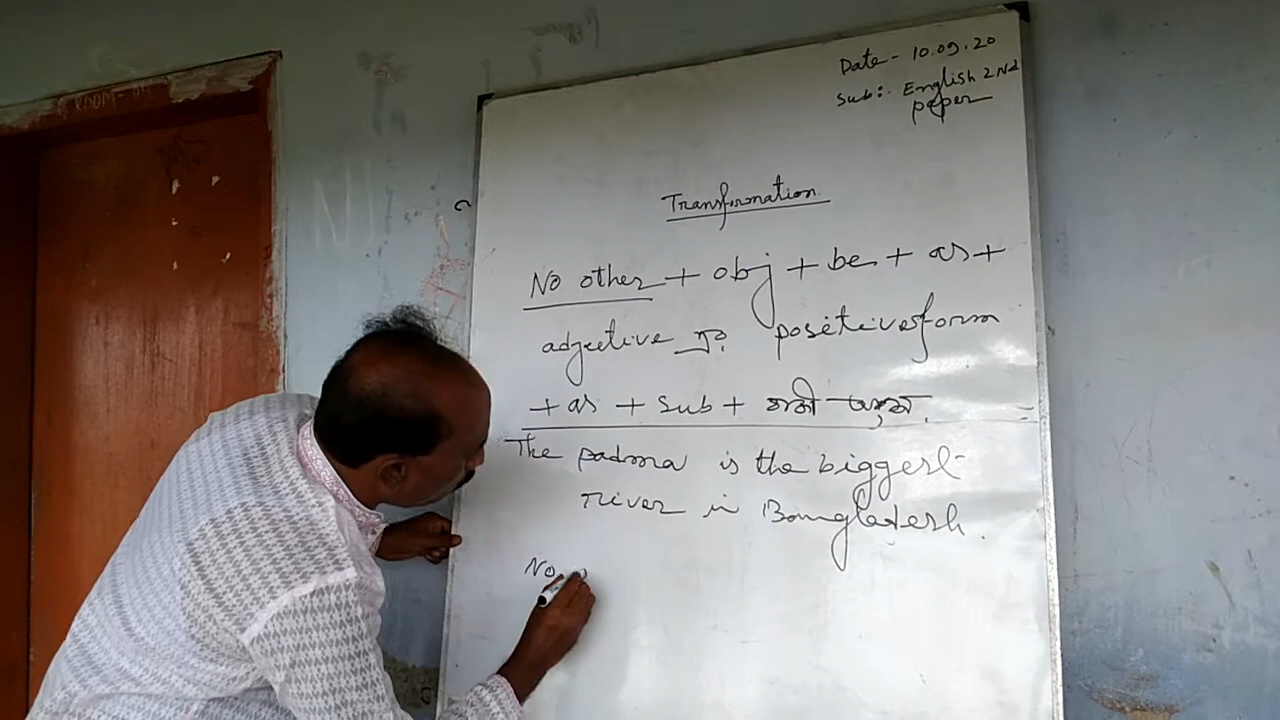 Date - 10.09.20
Sub:- English 2nd
paper
Transformation.
No other + obj + be + as +
adjective এর positive form
+ as + sub + বাকী অংশ.
The padma is the biggest
river in Bangladesh.
No